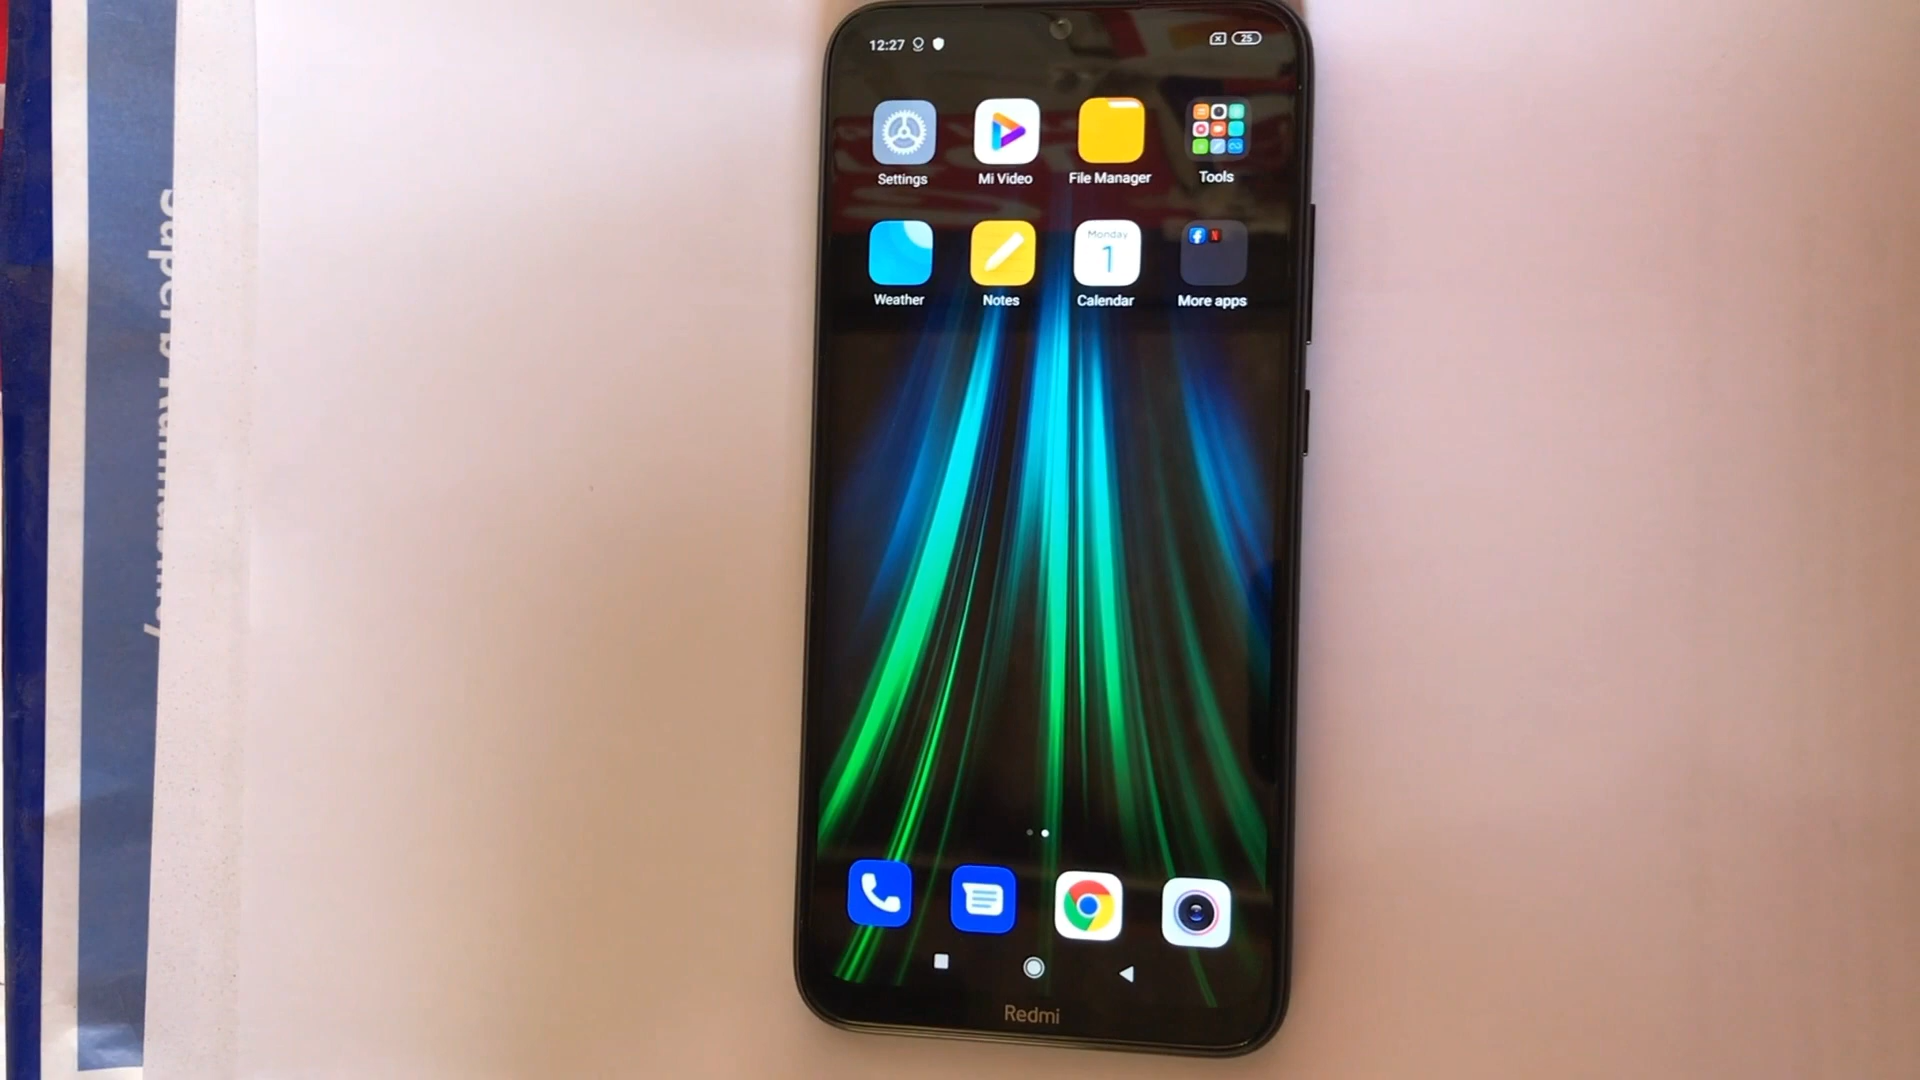 12:27
25
Settings Mi Video File Manager Tools
Monday
1
Weather Notes Calendar More apps
Redmi